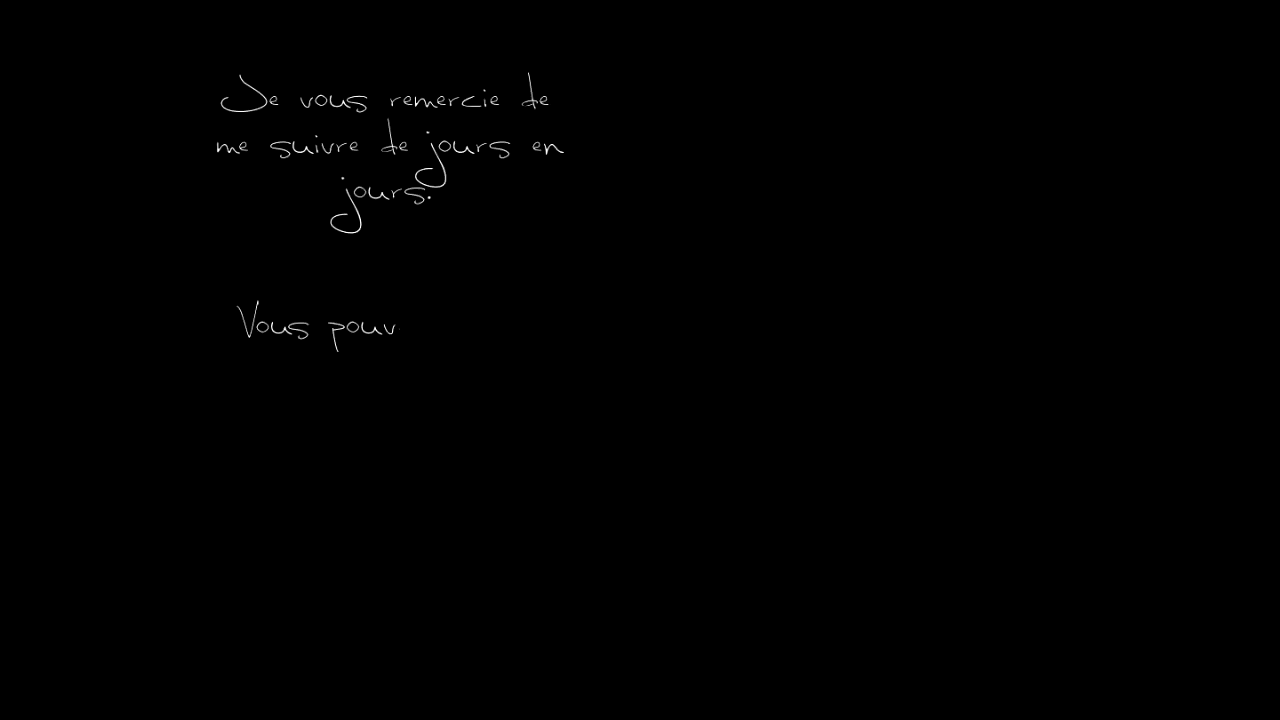 Je vous remercie de
me suivre de jours en
jours.
Vous pouv